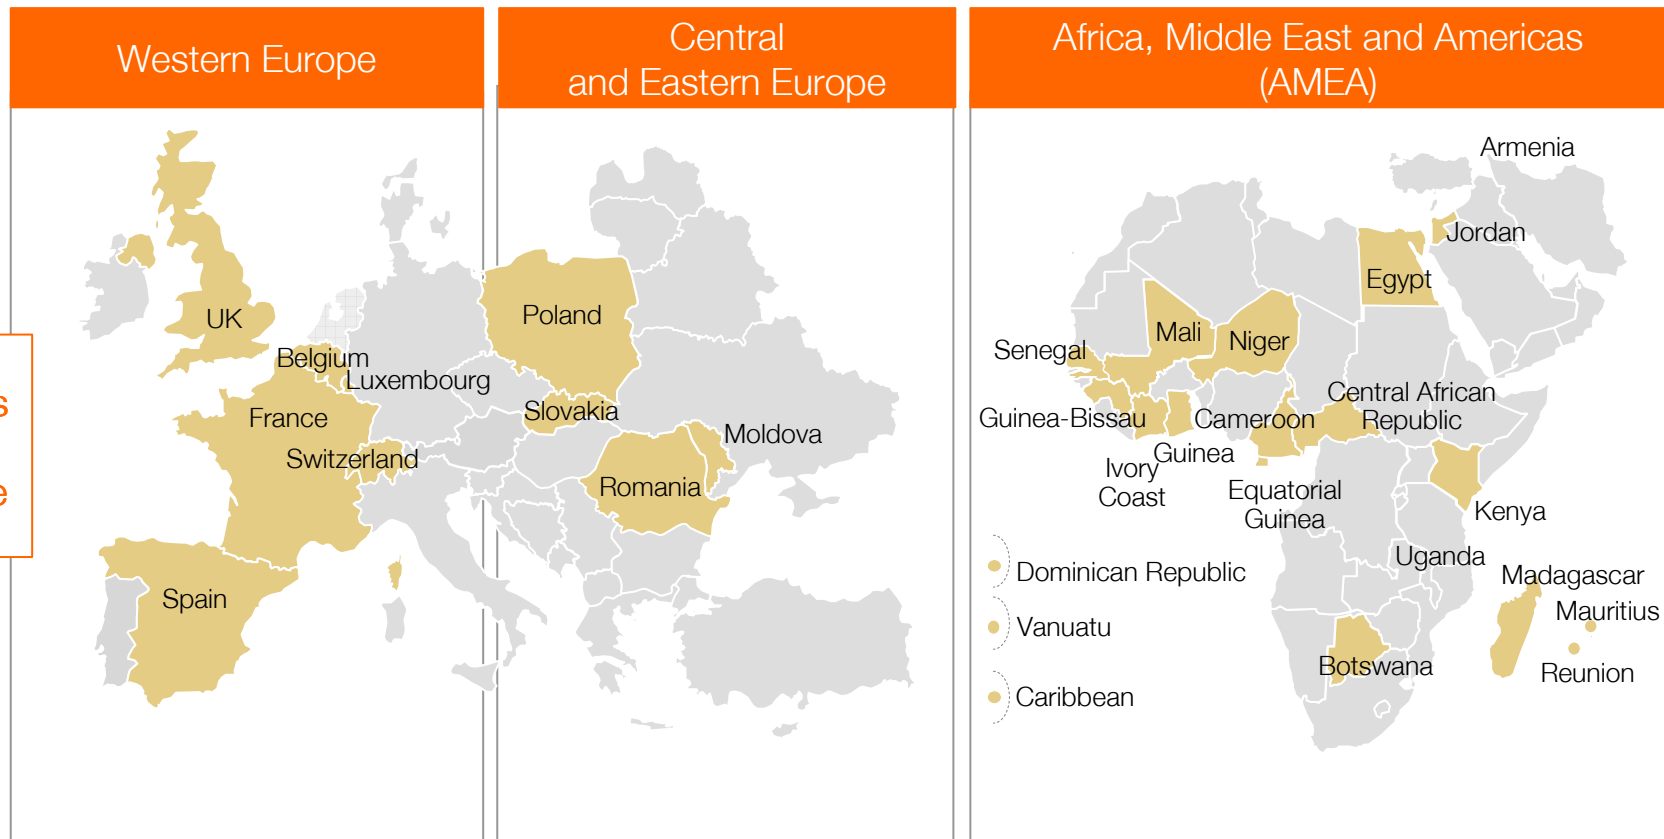 Western Europe
Central
and Eastern Europe
Africa, Middle East and Americas
(AMEA)
UK
Belgium
Luxembourg
France
Switzerland
Spain
s
e
Poland
Slovakia
Moldova
Romania
Armenia
Jordan
Egypt
Mali
Niger
Senegal
Central African
Republic
Guinea-Bissau
Cameroon
Guinea
Ivory
Coast
Equatorial
Guinea
Kenya
Uganda
Dominican Republic
Madagascar
Mauritius
Vanuatu
Botswana
Reunion
Caribbean